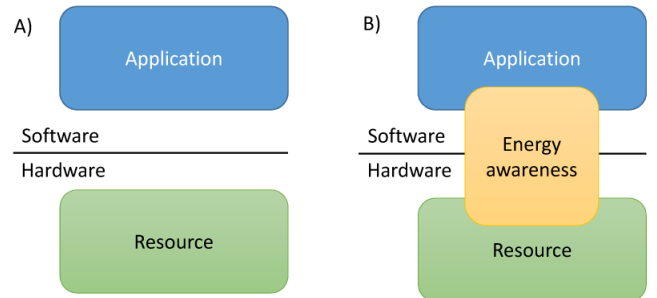 A)
Application
Software
Hardware
Resource
B)
Application
Software
Hardware
Energy
awareness
Resource